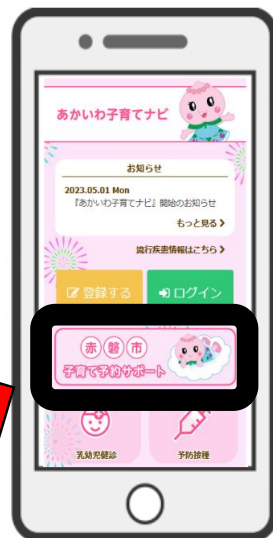 あかいわ子育てナビ
お知らせ
2023.05.01 Mon
『あかいわ子育てナビ』開始のお知らせ
もっと見る
流行疾患情報はこちら
登録する
ログイン
赤磐市
子育て予約サポート
乳幼児健診
予防接種